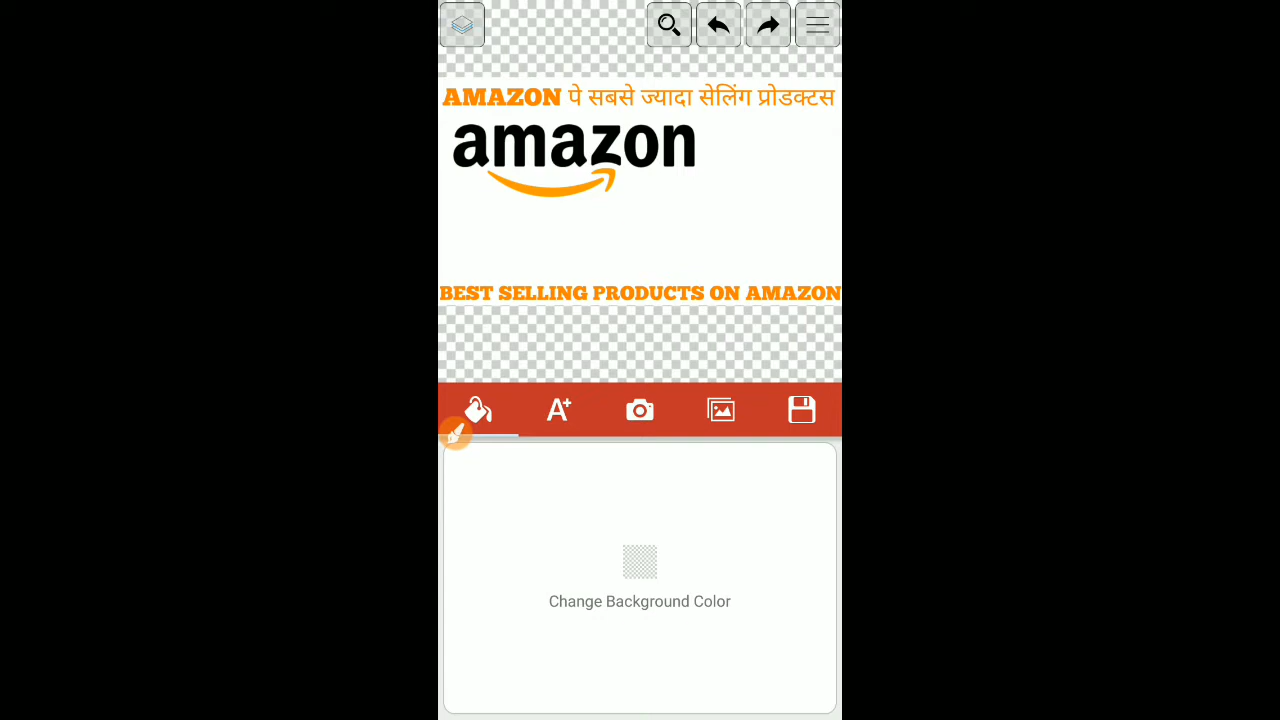 AMAZON पे सबसे ज्यादा सेलिंग प्रोडक्टस
amazon
BEST SELLING PRODUCTS ON AMAZON
A+
Change Background Color